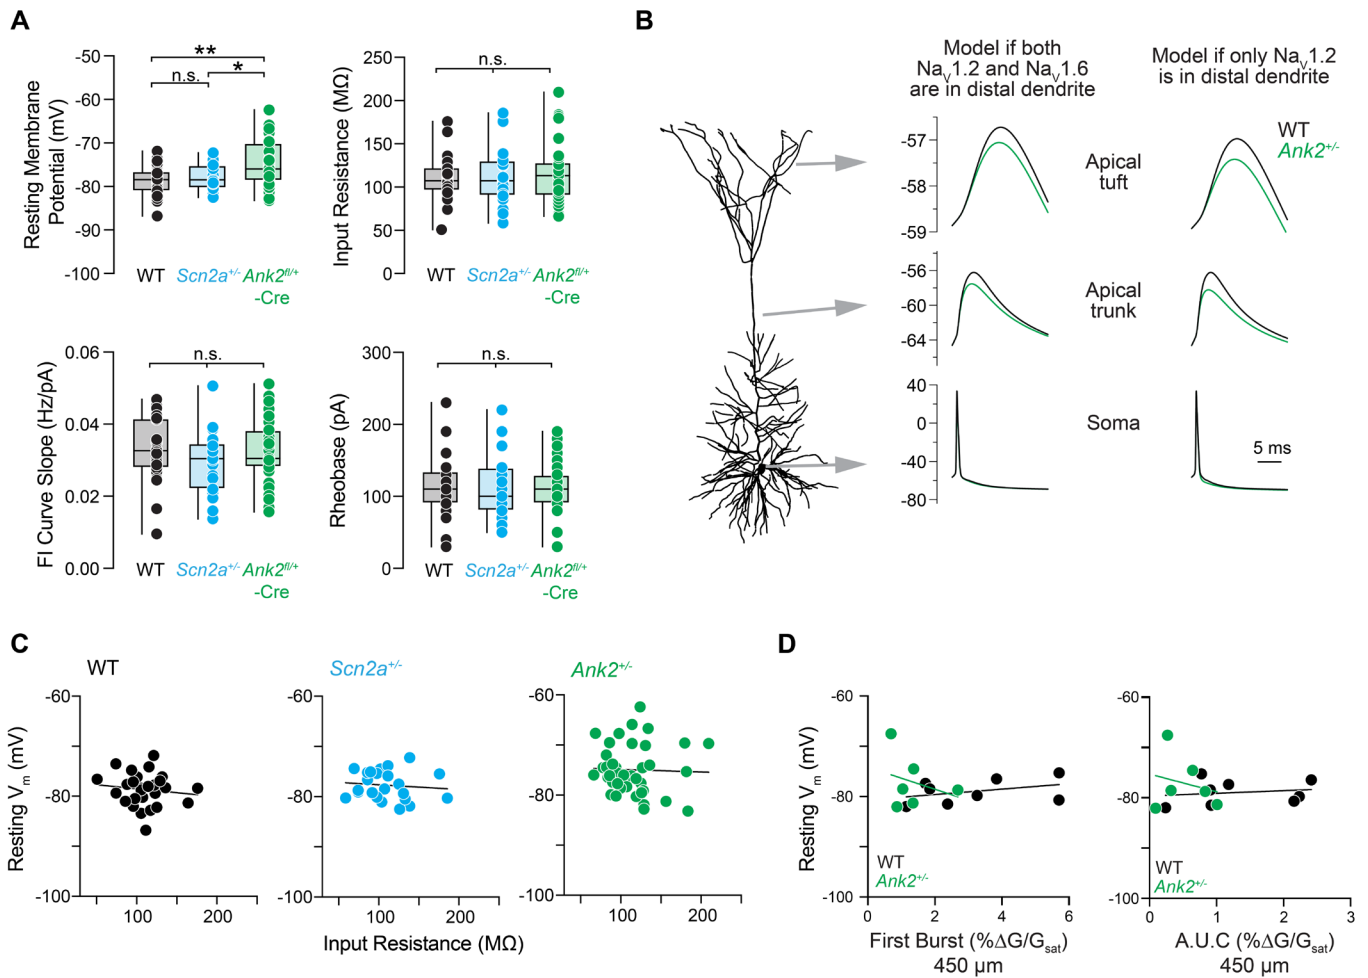 A
Resting Membrane
Potential (mV)
-50
-60
-70
-80
-90
-100
**
*
n.s.
WT
Scn2a+/-
Ank2fl/+
-Cre
Input Resistance (MΩ)
250
200
150
100
50
0
n.s.
WT
Scn2a+/-
Ank2fl/+
-Cre
FI Curve Slope (Hz/pA)
0.06
0.04
0.02
0.00
n.s.
WT
Scn2a+/-
Ank2fl/+
-Cre
Rheobase (pA)
300
200
100
0
n.s.
WT
Scn2a+/-
Ank2fl/+
-Cre
B
Model if both
NaV1.2 and NaV1.6
are in distal dendrite
Model if only NaV1.2
is in distal dendrite
WT
Ank2+/-
-57
-58
-59
Apical
tuft
-56
-60
-64
Apical
trunk
40
0
-40
-80
Soma
5 ms
C
WT
Resting Vm (mV)
-60
-80
-100
100
200
Scn2a+/-
-60
-80
-100
100
200
Input Resistance (MΩ)
Ank2+/-
-60
-80
-100
100
200
D
Resting Vm (mV)
-60
-80
-100
WT
Ank2+/-
0
2
4
6
First Burst (%ΔG/Gsat)
450 µm
-60
-80
-100
WT
Ank2+/-
0
1
2
3
A.U.C (%ΔG/Gsat)
450 µm